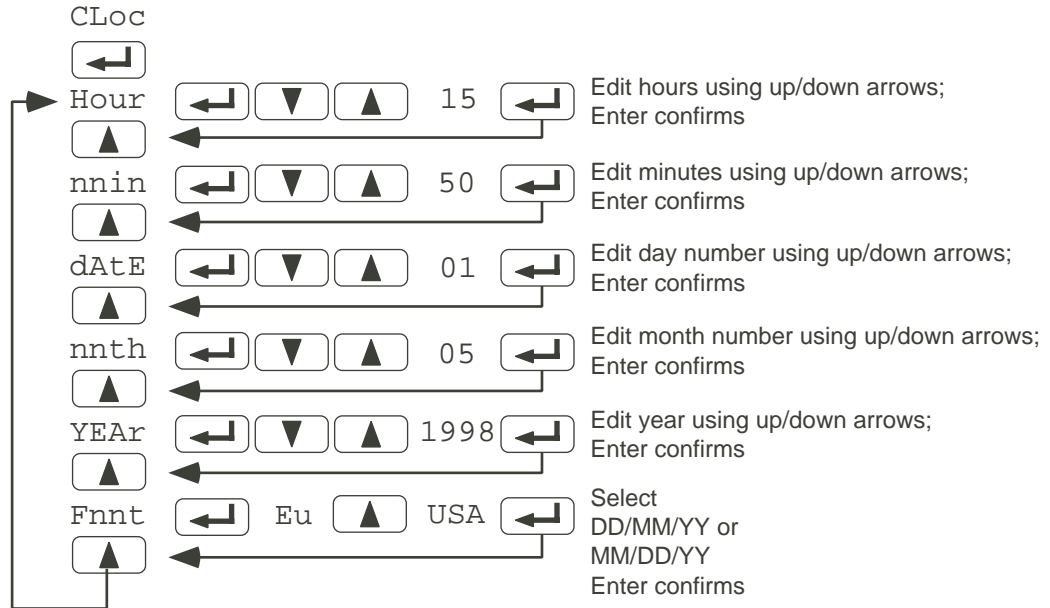 CLoc
Hour 15 Edit hours using up/down arrows;
Enter confirms
nnin 50 Edit minutes using up/down arrows;
Enter confirms
dAtE 01 Edit day number using up/down arrows;
Enter confirms
nnth 05 Edit month number using up/down arrows;
Enter confirms
YEAr 1998 Edit year using up/down arrows;
Enter confirms
Fnnt Eu USA Select
DD/MM/YY or
MM/DD/YY
Enter confirms